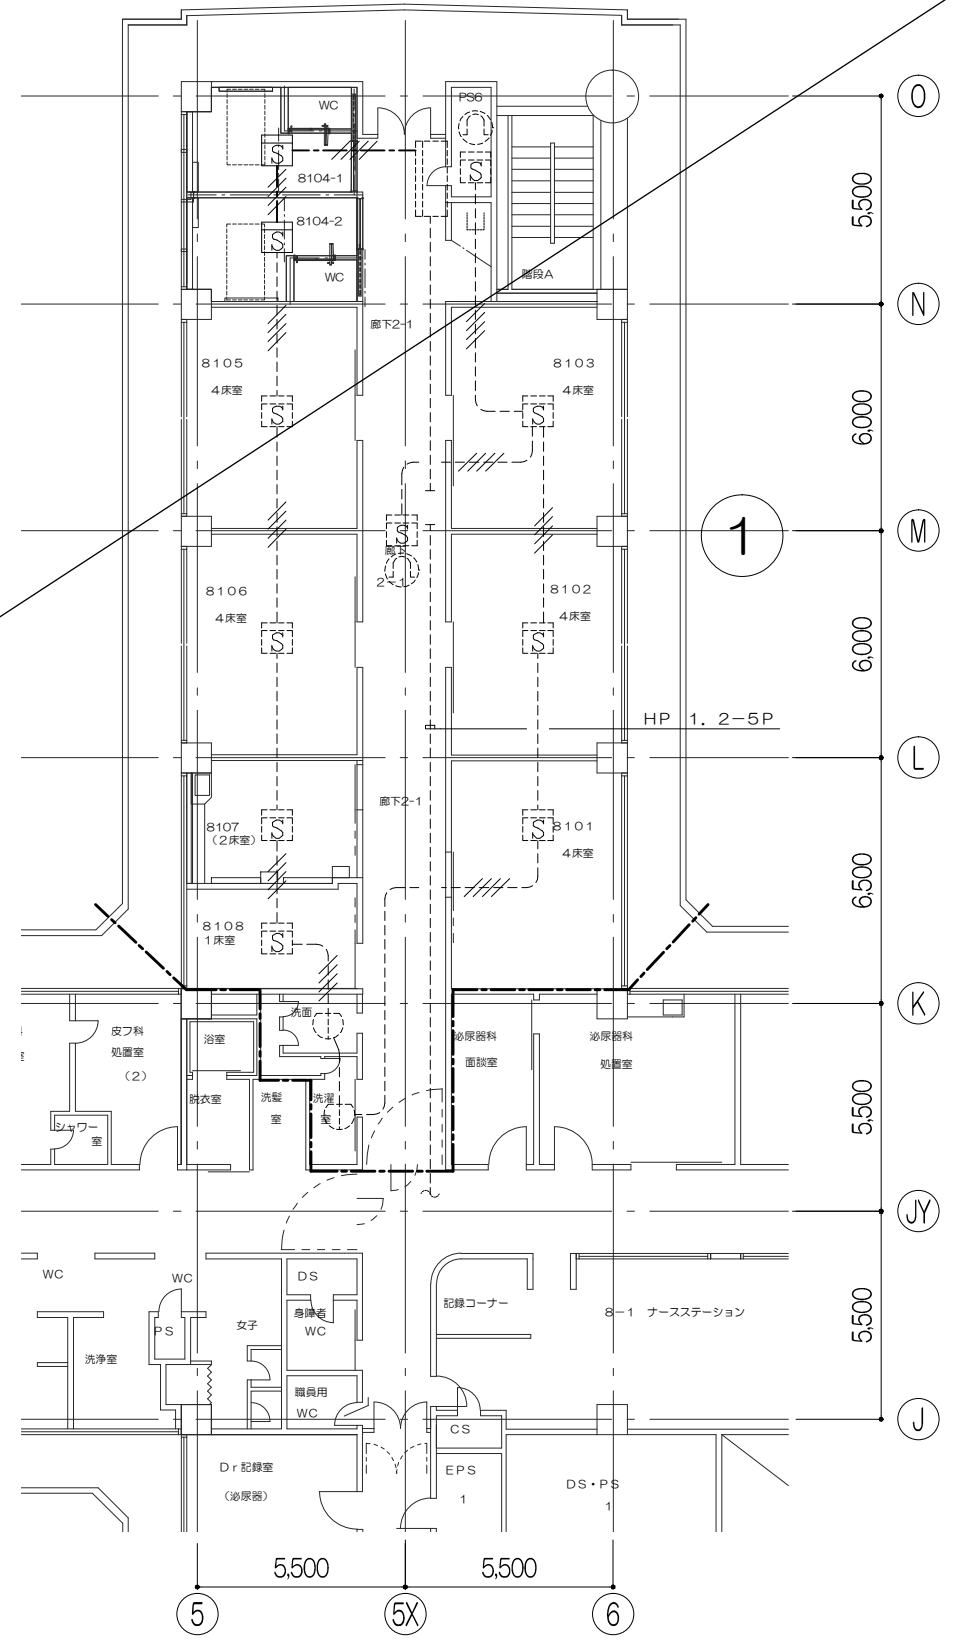 WC
PS6
O
S
S
8104-1
5,500
8104-2
S
WC
階段A
N
廊下2-1
8105
4床室
8103
4床室
S
S
6,000
S
廊下
2-1
1
M
8106
4床室
8102
4床室
S
S
6,000
HP 1. 2-5P
L
廊下2-1
8107
(2床室)
S
S
8101
4床室
6,500
8108
1床室
S
K
洗面
皮フ科
処置室
(2)
室
浴室
泌尿器科
面談室
泌尿器科
処置室
脱衣室
洗髪
室
洗濯
室
5,500
シャワー
室
JY
WC
WC
DS
記録コーナー
8-1 ナースステーション
身障者
WC
PS
女子
5,500
洗浄室
職員用
WC
J
CS
Dr記録室
(泌尿器)
EPS
1
DS・PS
1
5,500
5,500
5
5X
6